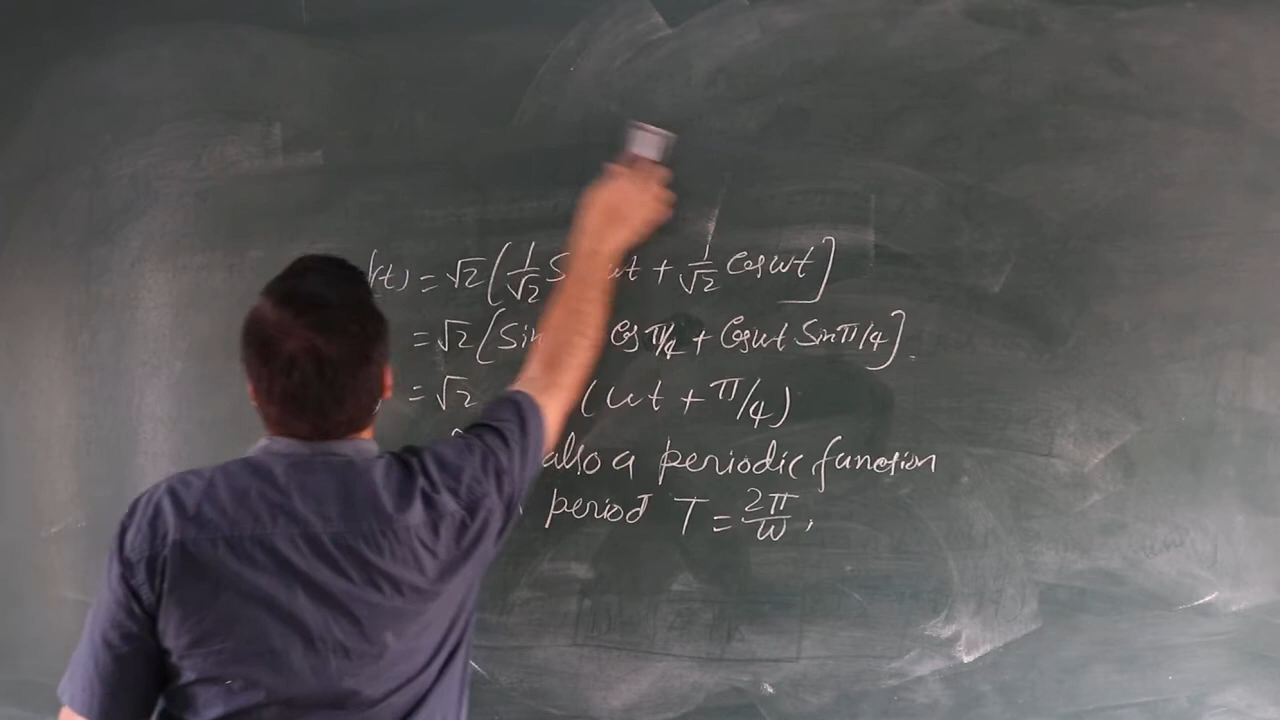 (t) = √2 [ 1/√2 S ωt + 1/√2 Cos ωt ]
= √2 [ Sin Cos π/4 + Cos ωt Sin π/4 ].
= √2 (ωt + π/4)
also a periodic function
period T = 2π/ω,